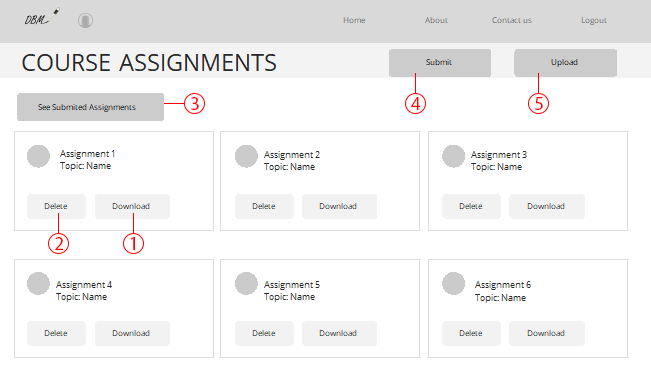 DBM
Home About Contact us Logout
COURSE ASSIGNMENTS
Submit Upload
See Submited Assignments
3
4
5
Assignment 1
Topic: Name
Delete Download
2
1
Assignment 2
Topic: Name
Delete Download
Assignment 3
Topic: Name
Delete Download
Assignment 4
Topic: Name
Delete Download
Assignment 5
Topic: Name
Delete Download
Assignment 6
Topic: Name
Delete Download